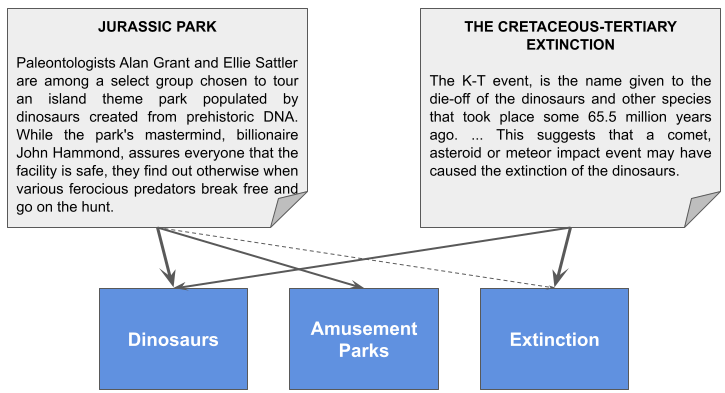 JURASSIC PARK
Paleontologists Alan Grant and Ellie Sattler
are among a select group chosen to tour
an island theme park populated by
dinosaurs created from prehistoric DNA.
While the park's mastermind, billionaire
John Hammond, assures everyone that the
facility is safe, they find out otherwise when
various ferocious predators break free and
go on the hunt.
THE CRETACEOUS-TERTIARY
EXTINCTION
The K-T event, is the name given to the
die-off of the dinosaurs and other species
that took place some 65.5 million years
ago. ... This suggests that a comet,
asteroid or meteor impact event may have
caused the extinction of the dinosaurs.
Dinosaurs
Amusement
Parks
Extinction